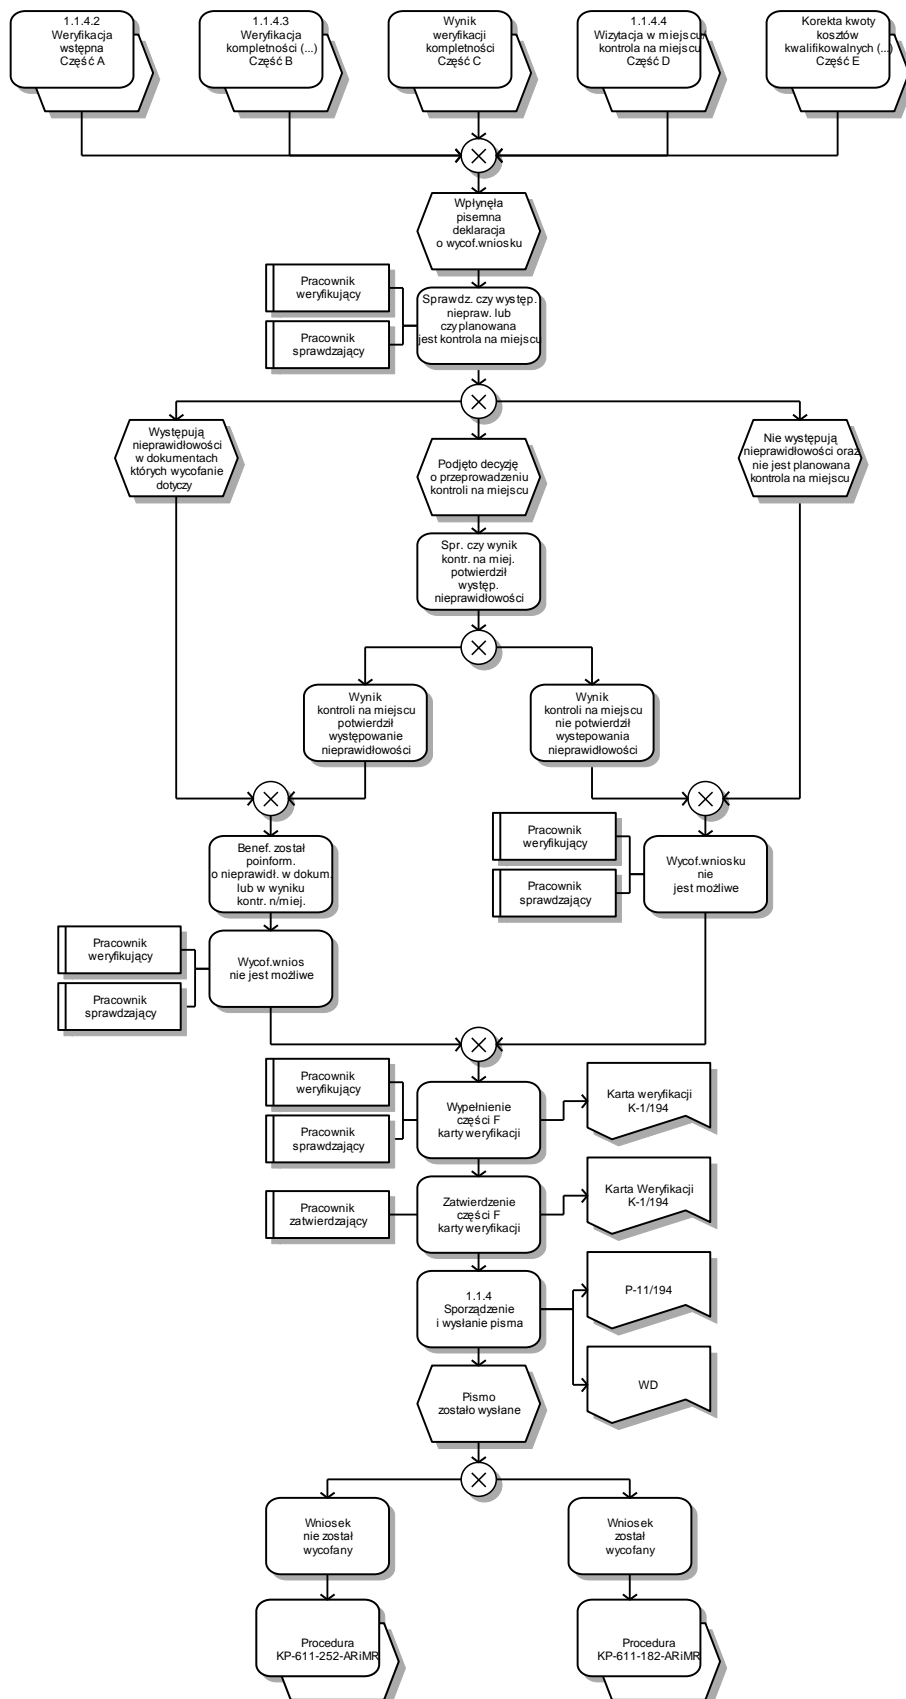 1.1.4.2
Weryfikacja
wstępna
Część A
1.1.4.3
Weryfikacja
kompletności (...)
Część B
Wynik
weryfikacji
kompletności
Część C
1.1.4.4
Wizytacja w miejscu/
kontrola na miejscu
Część D
Korekta kwoty
kosztów
kwalifikowalnych (...)
Część E
Wpłynęła
pisemna
deklaracja
o wycof.wniosku
Pracownik
weryfikujący
Pracownik
sprawdzający
Sprawdz. czy występ.
niepraw. lub
czy planowana
jest kontrola na miejscu
Występują
nieprawidłowości
w dokumentach
których wycofanie
dotyczy
Podjęto decyzję
o przeprowadzeniu
kontroli na miejscu
Nie występują
nieprawidłowości oraz
nie jest planowana
kontrola na miejscu
Spr. czy wynik
kontr. na miej.
potwierdził
występ.
nieprawidłowości
Wynik
kontroli na miejscu
potwierdził
występowanie
nieprawidłowości
Wynik
kontroli na miejscu
nie potwierdził
wystepowania
nieprawidłowości
Benef. został
poinform.
o nieprawidł. w dokum.
lub w wyniku
kontr. n/miej.
Pracownik
weryfikujący
Pracownik
sprawdzający
Wycof.wniosku
nie
jest możliwe
Pracownik
weryfikujący
Pracownik
sprawdzający
Wycof.wnios
nie jest możliwe
Pracownik
weryfikujący
Pracownik
sprawdzający
Wypełnienie
części F
karty weryfikacji
Karta weryfikacji
K-1/194
Pracownik
zatwierdzający
Zatwierdzenie
części F
karty weryfikacji
Karta Weryfikacji
K-1/194
1.1.4
Sporządzenie
i wysłanie pisma
P-11/194
WD
Pismo
zostało wysłane
Wniosek
nie został
wycofany
Wniosek
został
wycofany
Procedura
KP-611-252-ARiMR
Procedura
KP-611-182-ARiMR